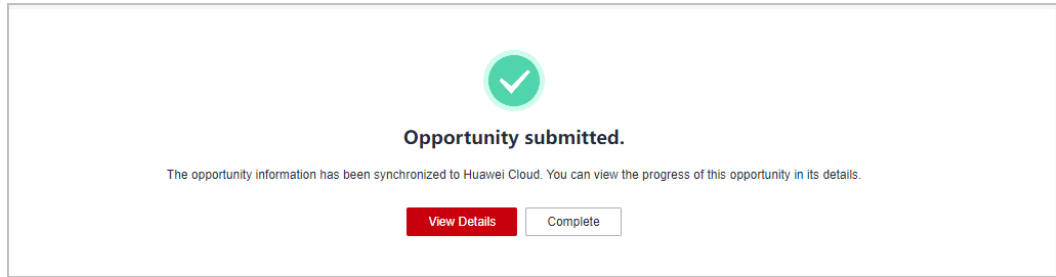 Opportunity submitted.
The opportunity information has been synchronized to Huawei Cloud. You can view the progress of this opportunity in its details.
View Details
Complete